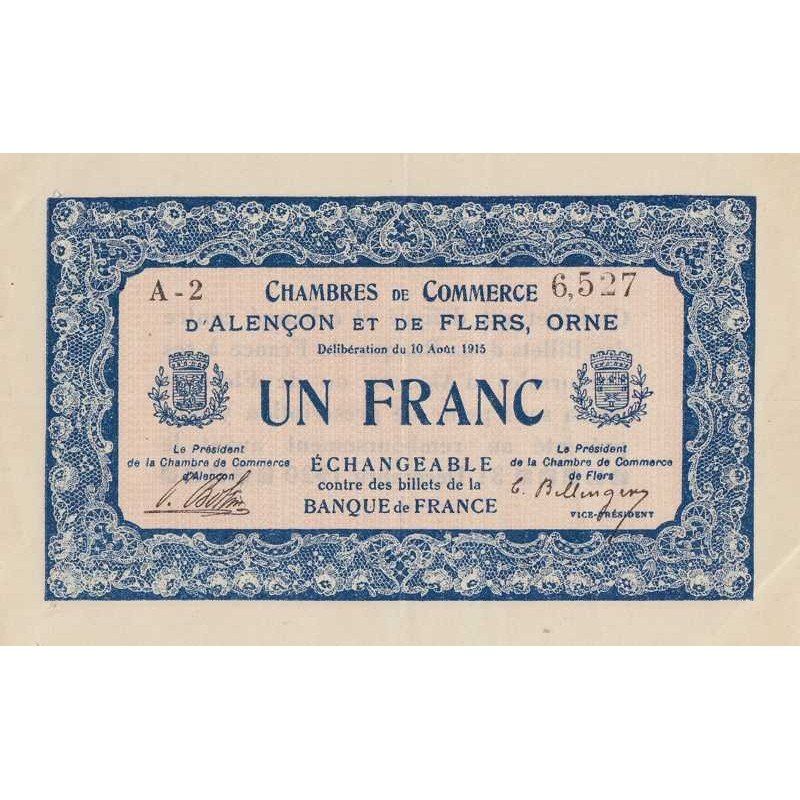 A-2 CHAMBRES DE COMMERCE 6,527
D'ALENÇON ET DE FLERS, ORNE
Délibération du 10 Août 1915
UN FRANC
Le Président
de la Chambre de Commerce
d'Alençon
ÉCHANGEABLE
contre des billets de la
BANQUE de FRANCE
Le Président
de la Chambre de Commerce
de Flers
VICE-PRÉSIDENT